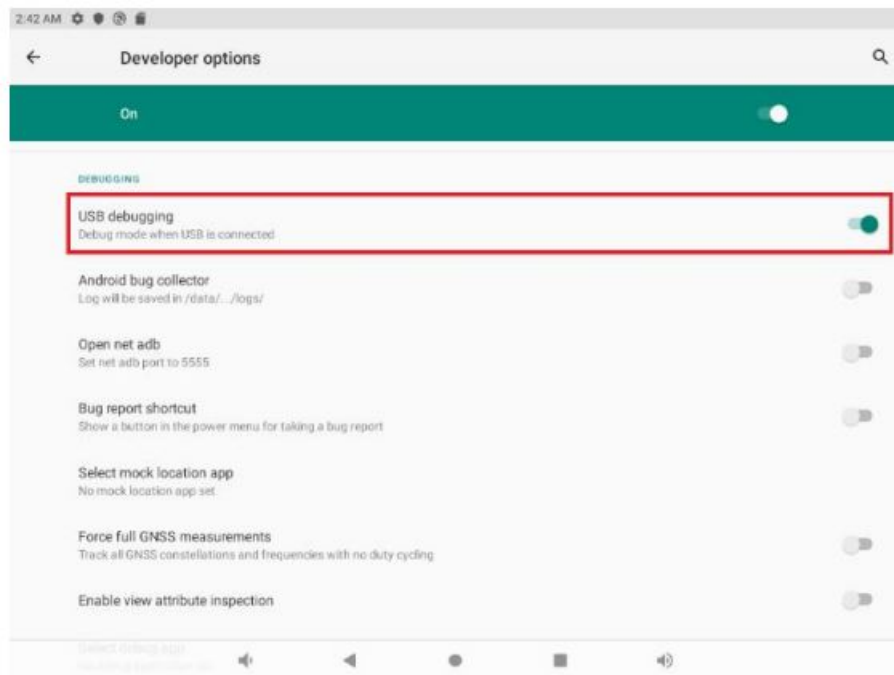 2:42 AM
Developer options
On
DEBUGGING
USB debugging
Debug mode when USB is connected
Android bug collector
Log will be saved in /data/.../logs/
Open net adb
Set net adb port to 5555
Bug report shortcut
Show a button in the power menu for taking a bug report
Select mock location app
No mock location app set
Force full GNSS measurements
Track all GNSS constellations and frequencies with no duty cycling
Enable view attribute inspection
Select debug app